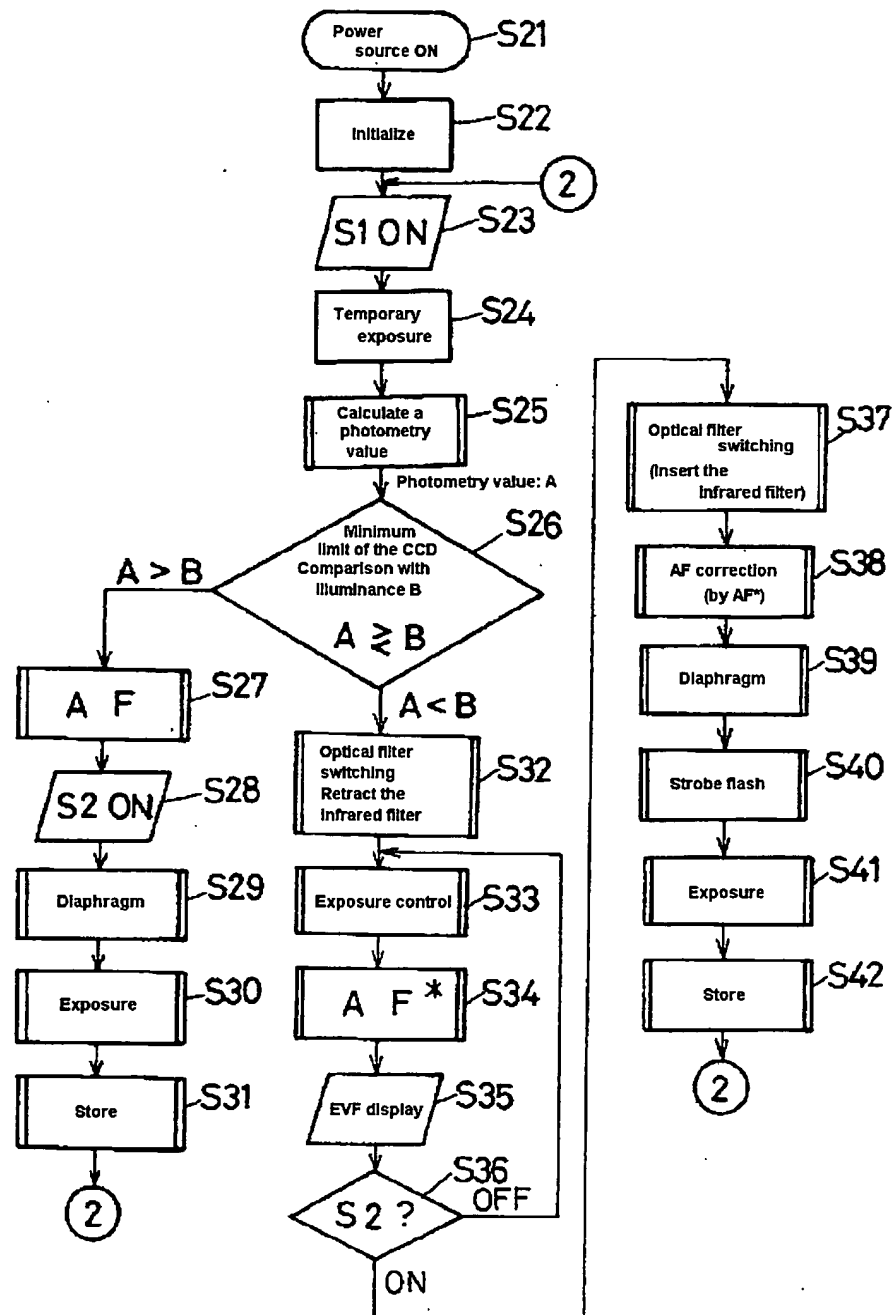 Power
source ON
S21
Initialize
S22
2
S1 ON
S23
Temporary
exposure
S24
Calculate a
photometry
value
S25
Photometry value: A
Minimum
limit of the CCD
Comparison with
illuminance B
A ≷ B
S26
A > B
A F
S27
S2 ON
S28
Diaphragm
S29
Exposure
S30
Store
S31
2
A < B
Optical filter
switching
Retract the
infrared filter
S32
Exposure control
S33
A F *
S34
EVF display
S35
S2 ?
S36
OFF
ON
Optical filter
switching
(Insert the
infrared filter)
S37
AF correction
(by AF*)
S38
Diaphragm
S39
Strobe flash
S40
Exposure
S41
Store
S42
2